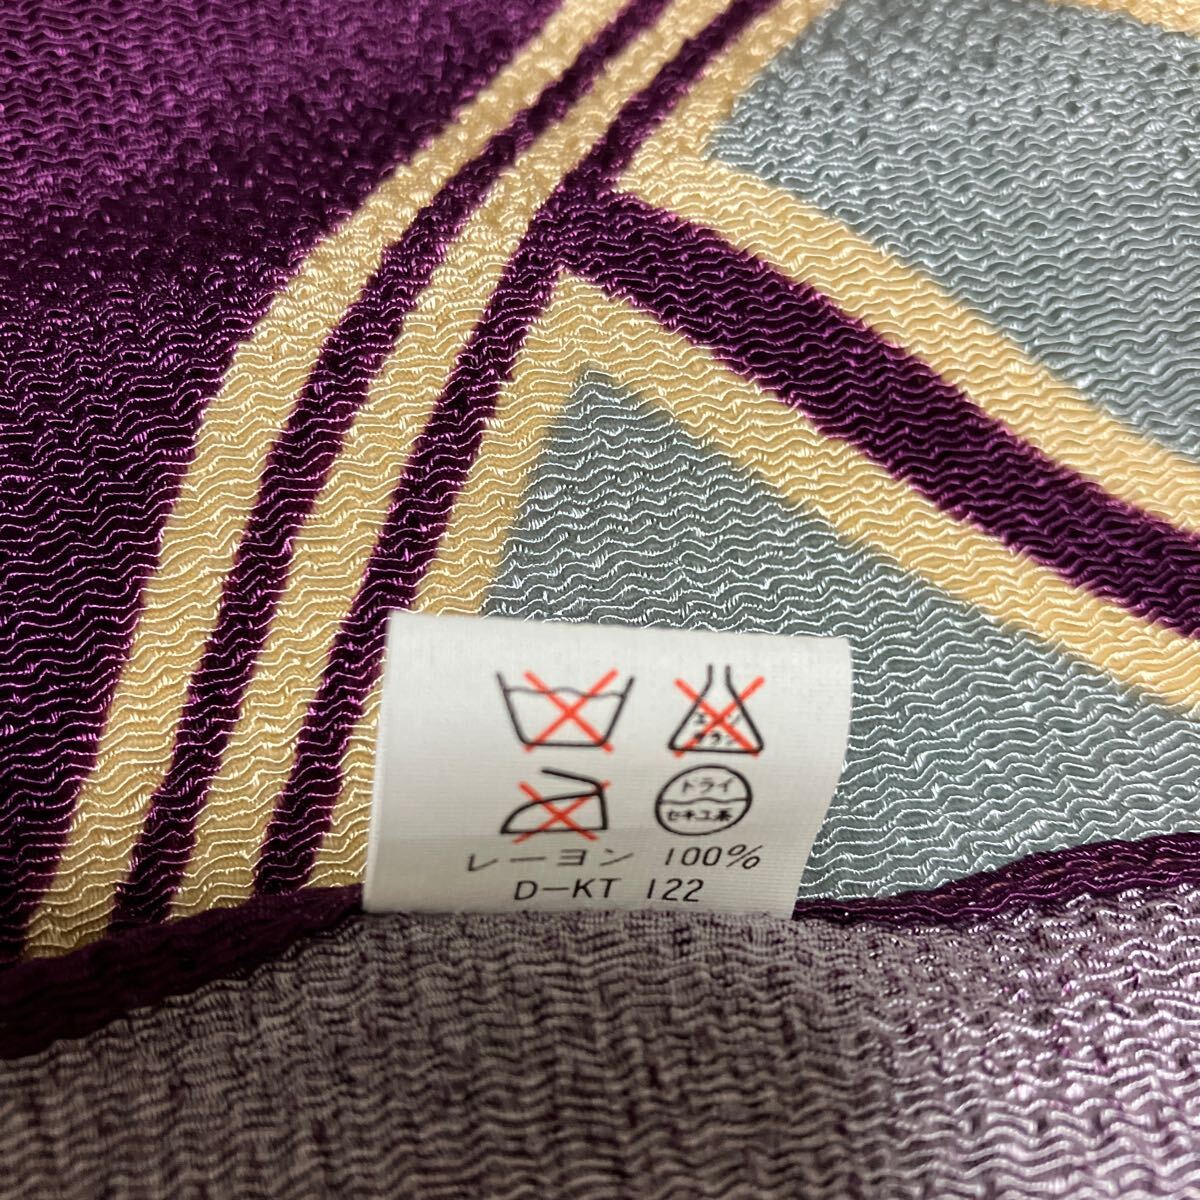 エンソ
サラシ
ドライ
セキユ系
レーヨン 100%
D-KT 122